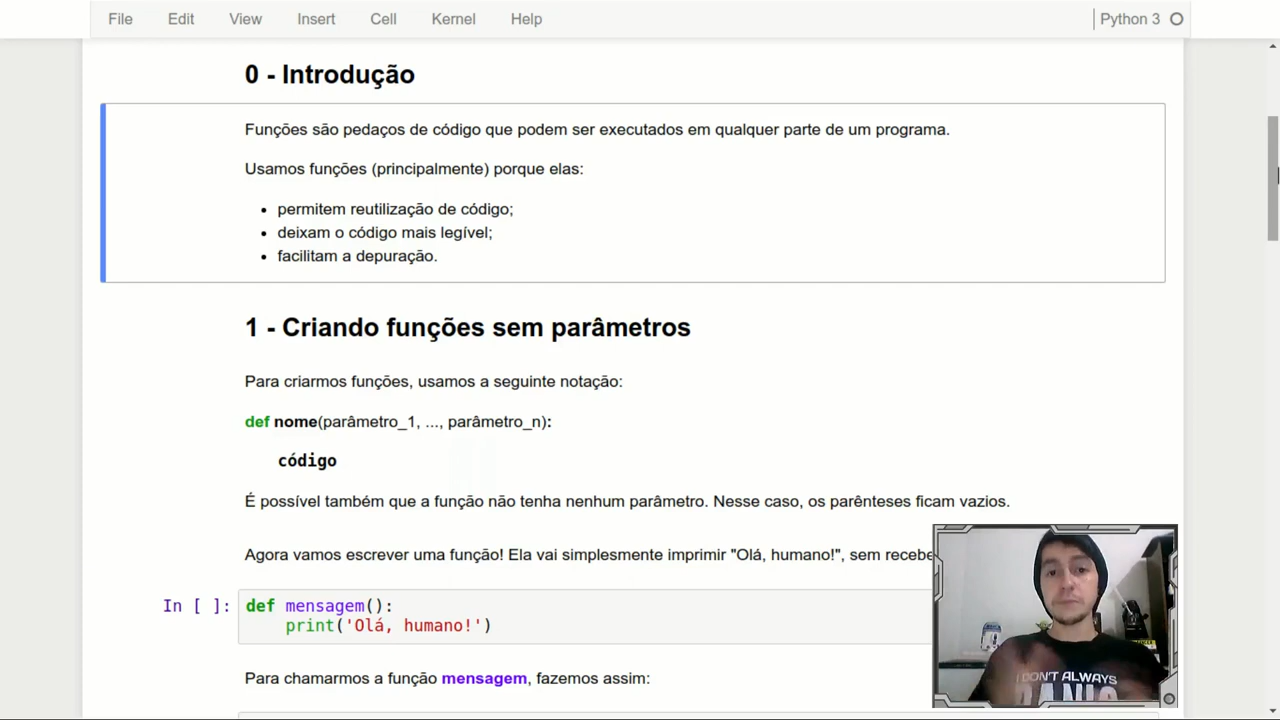 File Edit View Insert Cell Kernel Help Python 3
0 - Introdução
Funções são pedaços de código que podem ser executados em qualquer parte de um programa.
Usamos funções (principalmente) porque elas:
• permitem reutilização de código;
• deixam o código mais legível;
• facilitam a depuração.
1 - Criando funções sem parâmetros
Para criarmos funções, usamos a seguinte notação:
def nome(parâmetro_1, ..., parâmetro_n):
código
É possível também que a função não tenha nenhum parâmetro. Nesse caso, os parênteses ficam vazios.
Agora vamos escrever uma função! Ela vai simplesmente imprimir "Olá, humano!", sem recebe
In [ ]: def mensagem():
print('Olá, humano!')
Para chamarmos a função mensagem, fazemos assim:
I DON'T ALWAYS
PANIC